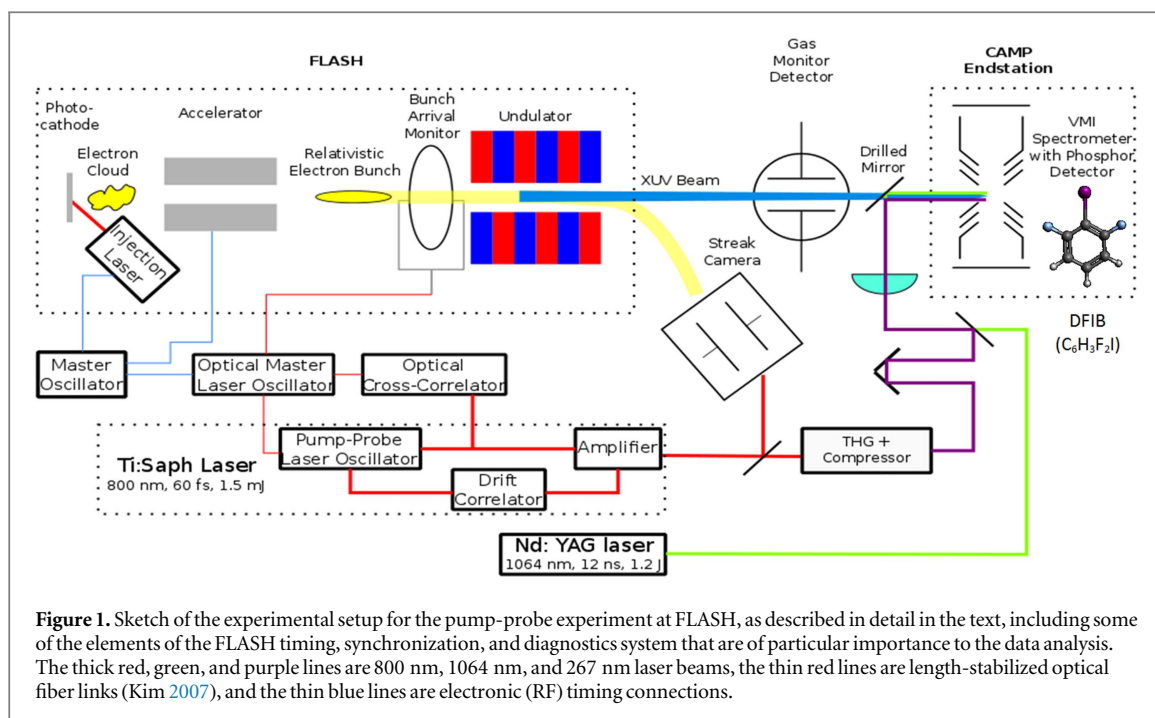 FLASH
Photo-
cathode
Electron
Cloud
Injection
Laser
Accelerator
Relativistic
Electron Bunch
Bunch
Arrival
Monitor
Undulator
XUV Beam
Gas
Monitor
Detector
Drilled
Mirror
CAMP
Endstation
VMI
Spectrometer
with Phosphor
Detector
DFIB
(C₆H₃F₂I)
Streak
Camera
Master
Oscillator
Optical Master
Laser Oscillator
Optical
Cross-Correlator
Ti:Saph Laser
800 nm, 60 fs, 1.5 mJ
Pump-Probe
Laser Oscillator
Drift
Correlator
Amplifier
THG +
Compressor
Nd: YAG laser
1064 nm, 12 ns, 1.2 J
Figure 1. Sketch of the experimental setup for the pump-probe experiment at FLASH, as described in detail in the text, including some
of the elements of the FLASH timing, synchronization, and diagnostics system that are of particular importance to the data analysis.
The thick red, green, and purple lines are 800 nm, 1064 nm, and 267 nm laser beams, the thin red lines are length-stabilized optical
fiber links (Kim 2007), and the thin blue lines are electronic (RF) timing connections.